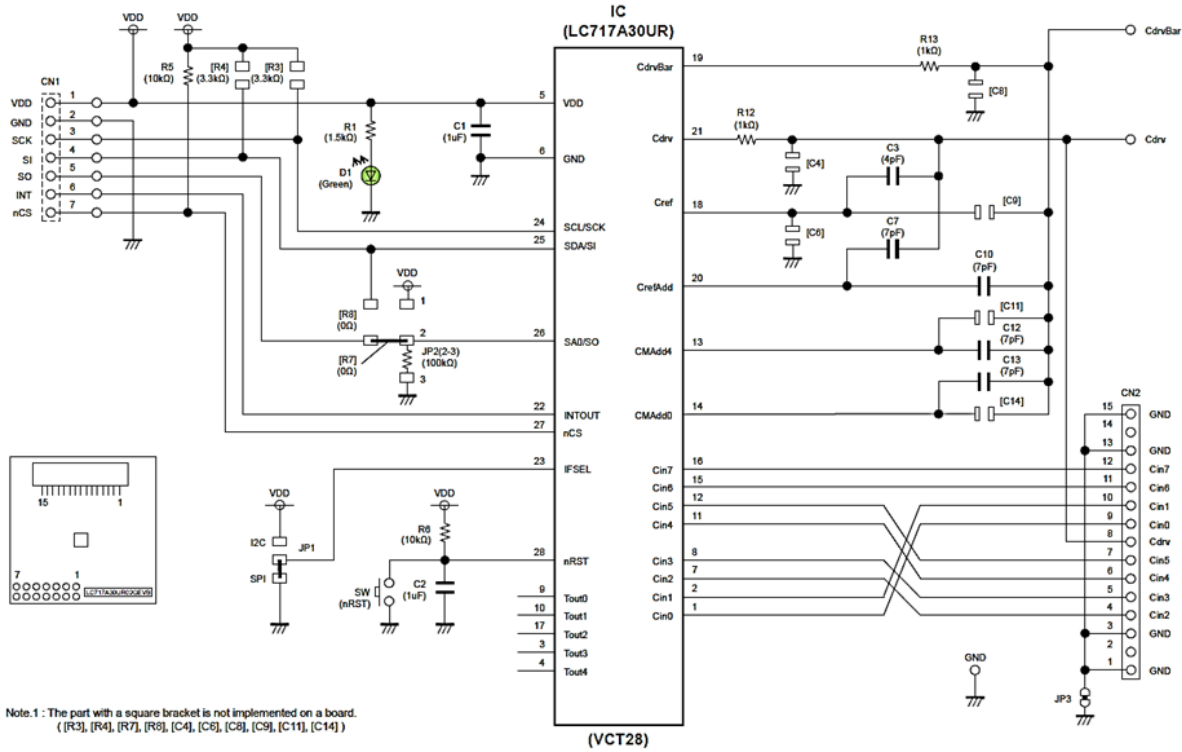 IC
(LC717A30UR)
VDD
VDD
CN1
R5
(10kΩ)
[R4]
(3.3kΩ)
[R3]
(3.3kΩ)
VDD
1
GND
2
SCK
3
SI
4
SO
5
INT
6
nCS
7
R1
(1.5kΩ)
D1
(Green)
C1
(1uF)
5
VDD
6
GND
24
SCL/SCK
25
SDA/SI
VDD
1
[R8]
(0Ω)
2
[R7]
(0Ω)
JP2(2-3)
(100kΩ)
3
26
SA0/SO
22
INTOUT
27
nCS
23
IFSEL
VDD
I2C
JP1
SPI
VDD
R6
(10kΩ)
SW
(nRST)
C2
(1uF)
28
nRST
9
Tout0
10
Tout1
17
Tout2
3
Tout3
4
Tout4
15
1
7
1
LC717A30UR02GEVB
CdrvBar
19
R13
(1kΩ)
[C8]
CdrvBar
Cdrv
21
R12
(1kΩ)
[C4]
C3
(4pF)
Cdrv
Cref
18
[C6]
[C9]
C7
(7pF)
CrefAdd
20
C10
(7pF)
[C11]
CMAdd4
13
C12
(7pF)
C13
(7pF)
CMAdd0
14
[C14]
Cin7
16
Cin6
15
Cin5
12
Cin4
11
Cin3
8
Cin2
7
Cin1
2
Cin0
1
CN2
15
GND
14
13
GND
12
Cin7
11
Cin6
10
Cin1
9
Cin0
8
Cdrv
7
Cin5
6
Cin4
5
Cin3
4
Cin2
3
GND
2
1
GND
GND
JP3
(VCT28)
Note.1 : The part with a square bracket is not implemented on a board.
( [R3], [R4], [R7], [R8], [C4], [C6], [C8], [C9], [C11], [C14] )